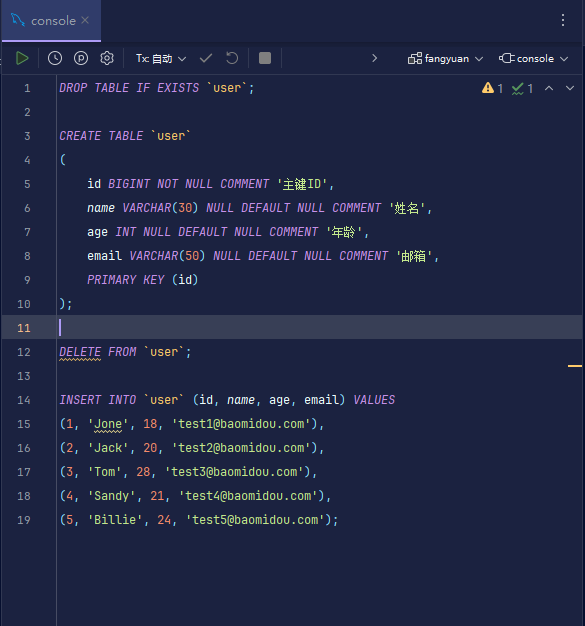 console
Tx: 自动
fangyuan
console
1 DROP TABLE IF EXISTS `user`;
1 1
2
3 CREATE TABLE `user`
4 (
5 id BIGINT NOT NULL COMMENT '主键ID',
6 name VARCHAR(30) NULL DEFAULT NULL COMMENT '姓名',
7 age INT NULL DEFAULT NULL COMMENT '年龄',
8 email VARCHAR(50) NULL DEFAULT NULL COMMENT '邮箱',
9 PRIMARY KEY (id)
10 );
11
12 DELETE FROM `user`;
13
14 INSERT INTO `user` (id, name, age, email) VALUES
15 (1, 'Jone', 18, 'test1@baomidou.com'),
16 (2, 'Jack', 20, 'test2@baomidou.com'),
17 (3, 'Tom', 28, 'test3@baomidou.com'),
18 (4, 'Sandy', 21, 'test4@baomidou.com'),
19 (5, 'Billie', 24, 'test5@baomidou.com');